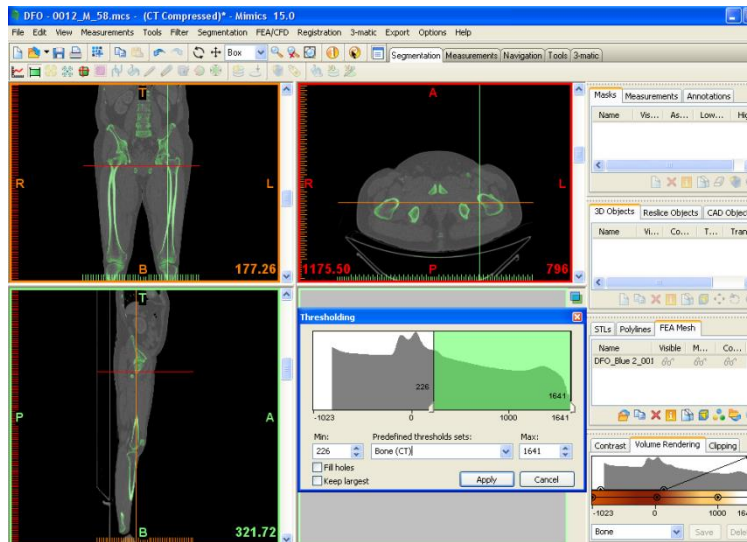 DFO - 0012_M_58.mcs - (CT Compressed)* - Mimics 15.0
File Edit View Measurements Tools Filter Segmentation FEA/CFD Registration 3-matic Export Options Help
Box Segmentation Measurements Navigation Tools 3-matic
T R L B 177.26
A R L P 1175.50 796
T P A B 321.72
Masks Measurements Annotations
Name Vis... As... Low... Hig
3D Objects Reslice Objects CAD Objec
Name Vi... Co... T... Tran
STLs Polylines FEA Mesh
Name Visible M... Co...
DFO_Blue 2_001
Contrast Volume Rendering Clipping
-1023 0 1000 164
Bone Save Dele
Thresholding
226 1641
-1023 0 1000 1641
Min: Predefined thresholds sets: Max:
226 Bone (CT) 1641
Fill holes
Keep largest Apply Cancel